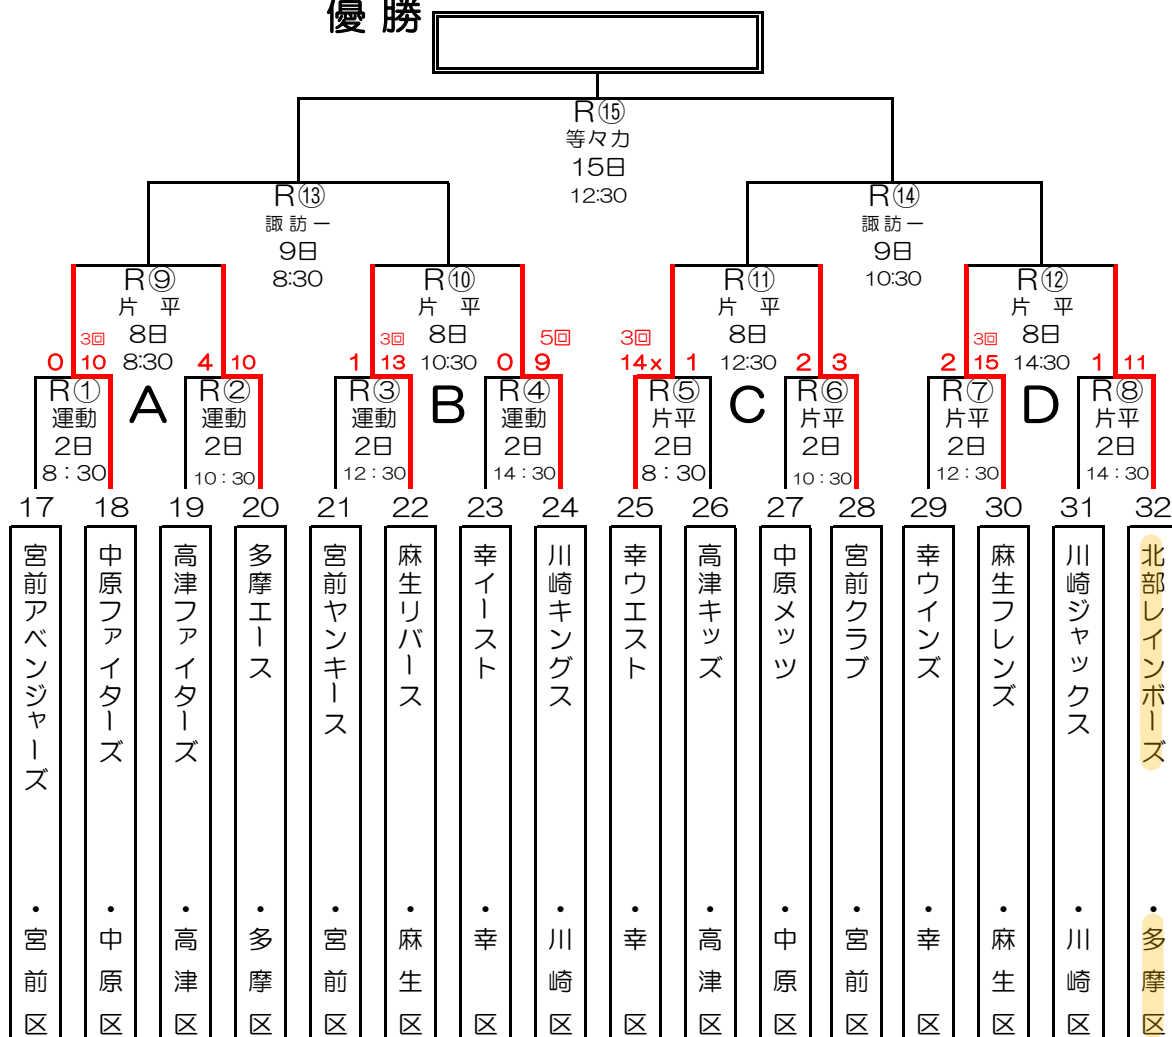 優勝
R⑮
等々力
15日
12:30
R⑬
諏訪一
9日
8:30
R⑭
諏訪一
9日
10:30
R⑨
片 平
8日
8:30
R⑩
片 平
8日
10:30
R⑪
片 平
8日
12:30
R⑫
片 平
8日
14:30
3回
0 10
4 10
3回
1 13
5回
0 9
3回
14x 1
2 3
3回
2 15
1 11
A
B
C
D
R①
運動
2日
8：30
R②
運動
2日
10：30
R③
運動
2日
12：30
R④
運動
2日
14：30
R⑤
片平
2日
8：30
R⑥
片平
2日
10：30
R⑦
片平
2日
12：30
R⑧
片平
2日
14：30
17 18 19 20 21 22 23 24 25 26 27 28 29 30 31 32
宮前アベンジャーズ ・宮前区
中原ファイターズ ・中原区
高津ファイターズ ・高津区
多摩エース ・多摩区
宮前ヤンキース ・宮前区
麻生リバース ・麻生区
幸イースト ・幸区
川崎キングス ・川崎区
幸ウエスト ・幸区
高津キッズ ・高津区
中原メッツ ・中原区
宮前クラブ ・宮前区
幸ウインズ ・幸区
麻生フレンズ ・麻生区
川崎ジャックス ・川崎区
北部レインボーズ ・多摩区